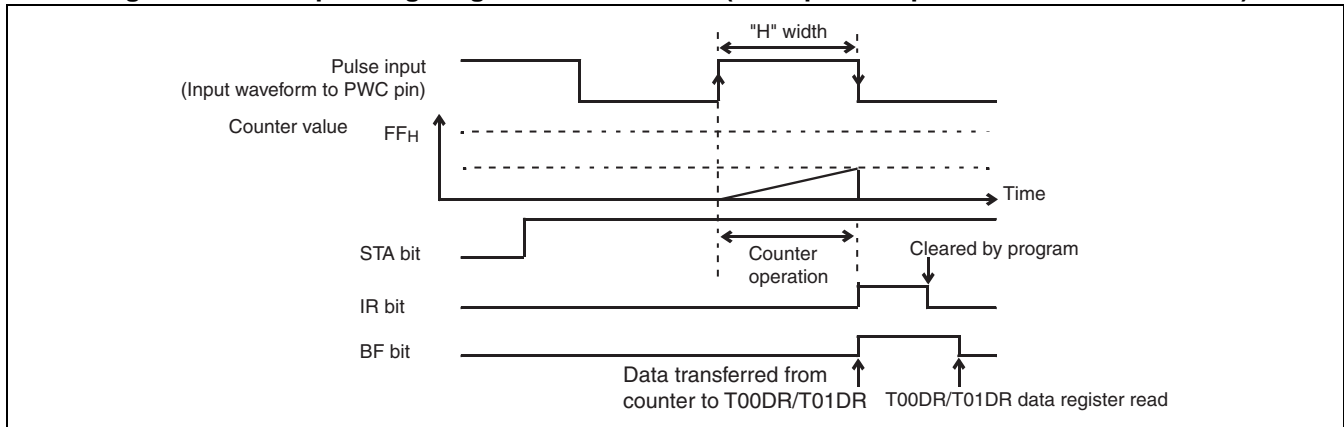 "H" width
Pulse input
(Input waveform to PWC pin)
Counter value
FFH
Time
STA bit
Counter
operation
Cleared by program
IR bit
BF bit
Data transferred from
counter to T00DR/T01DR
T00DR/T01DR data register read